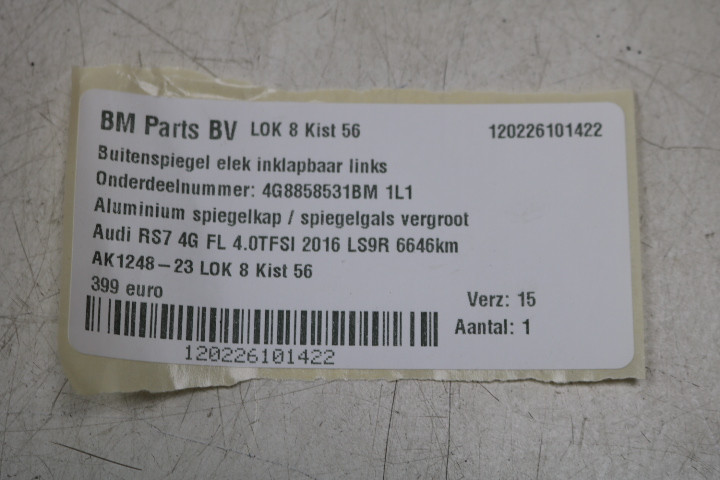 BM Parts BV LOK 8 Kist 56 120226101422
Buitenspiegel elek inklapbaar links
Onderdeelnummer: 4G8858531BM 1L1
Aluminium spiegelkap / spiegelgals vergroot
Audi RS7 4G FL 4.0TFSI 2016 LS9R 6646km
AK1248-23 LOK 8 Kist 56
399 euro Verz: 15
Aantal: 1
120226101422